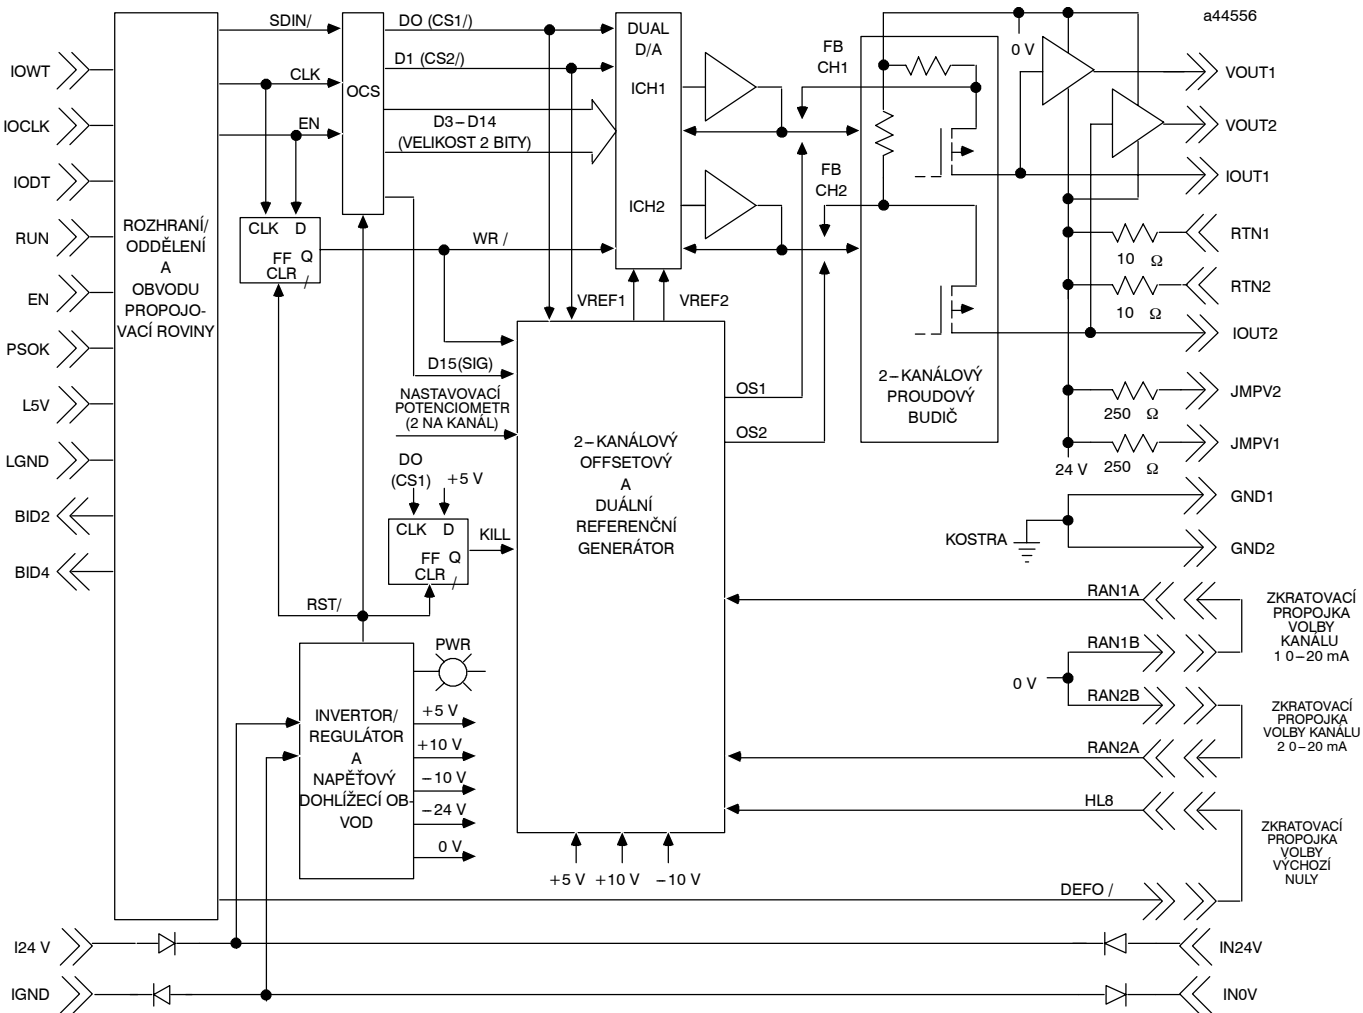 a44556
IOWT
IOCLK
IODT
RUN
EN
PSOK
L5V
LGND
BID2
BID4
I24 V
IGND
ROZHRANÍ/
ODDĚLENÍ
A
OBVODU
PROPOJO-
VACÍ ROVINY
SDIN/
CLK
EN
OCS
CLK D
FF Q
CLR /
DO (CS1/)
D1 (CS2/)
D3–D14
(VELIKOST 2 BITY)
WR /
D15(SIG)
NASTAVOVACÍ
POTENCIOMETR
(2 NA KANÁL)
DO
(CS1)
+5 V
CLK D
FF Q
CLR /
KILL
RST/
PWR
INVERTOR/
REGULÁTOR
A
NAPĚŤOVÝ
DOHLÍŽECÍ OB-
VOD
+5 V
+10 V
–10 V
–24 V
0 V
DUAL
D/A
ICH1
ICH2
VREF1
VREF2
2–KANÁLOVÝ
OFFSETOVÝ
A
DUÁLNÍ
REFERENČNÍ
GENERÁTOR
+5 V +10 V –10 V
OS1
OS2
FB
CH1
FB
CH2
2–KANÁLOVÝ
PROUDOVÝ
BUDIČ
0 V
VOUT1
VOUT2
IOUT1
RTN1
10 Ω
RTN2
10 Ω
IOUT2
JMPV2
250 Ω
JMPV1
24 V
250 Ω
GND1
KOSTRA
GND2
RAN1A
RAN1B
0 V
RAN2B
RAN2A
HL8
DEFO /
ZKRATOVACÍ
PROPOJKA
VOLBY
KANÁLU
1 0–20 mA
ZKRATOVACÍ
PROPOJKA
VOLBY KANÁLU
2 0–20 mA
ZKRATOVACÍ
PROPOJKA
VOLBY
VÝCHOZÍ
NULY
IN24V
IN0V